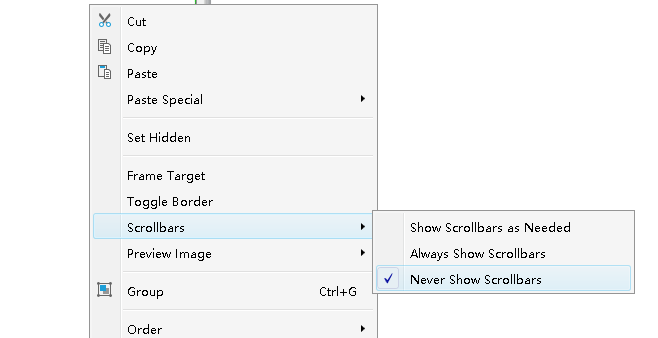 Cut
Copy
Paste
Paste Special
Set Hidden
Frame Target
Toggle Border
Scrollbars
Show Scrollbars as Needed
Preview Image
Always Show Scrollbars
Never Show Scrollbars
Group Ctrl+G
Order